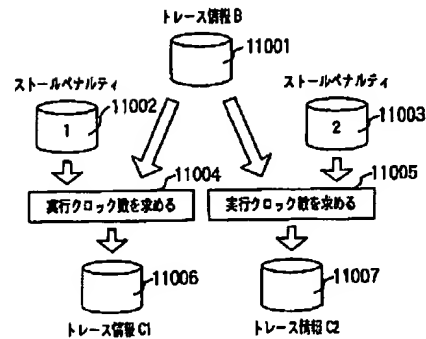 トレース情報B
11001
ストールペナルティ
11002
1
ストールペナルティ
11003
2
11004
実行クロック数を求める
11005
実行クロック数を求める
11006
トレース情報C1
11007
トレース情報C2